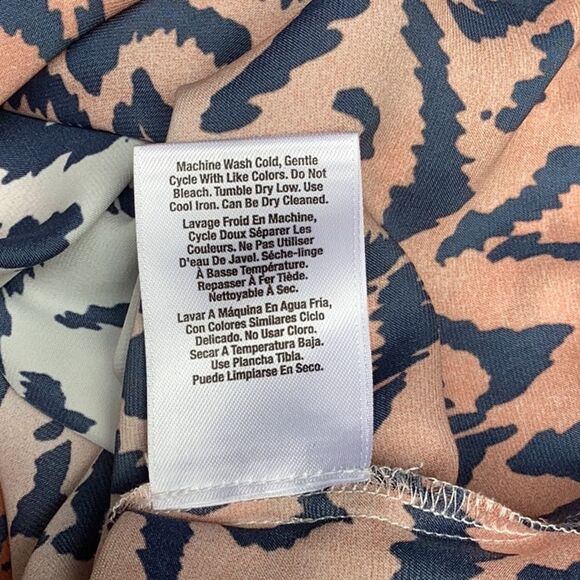 Machine Wash Cold, Gentle
Cycle With Like Colors. Do Not
Bleach. Tumble Dry Low. Use
Cool Iron. Can Be Dry Cleaned.
Lavage Froid En Machine,
Cycle Doux Séparer Les
Couleurs. Ne Pas Utiliser
D'eau De Javel. Séche-linge
À Basse Température.
Repasser À Fer Tiède.
Nettoyable À Sec.
Lavar A Máquina En Agua Fria,
Con Colores Similares Ciclo
Delicado. No Usar Cloro.
Secar A Temperatura Baja.
Use Plancha Tibla.
Puede Limplarse En Seco.